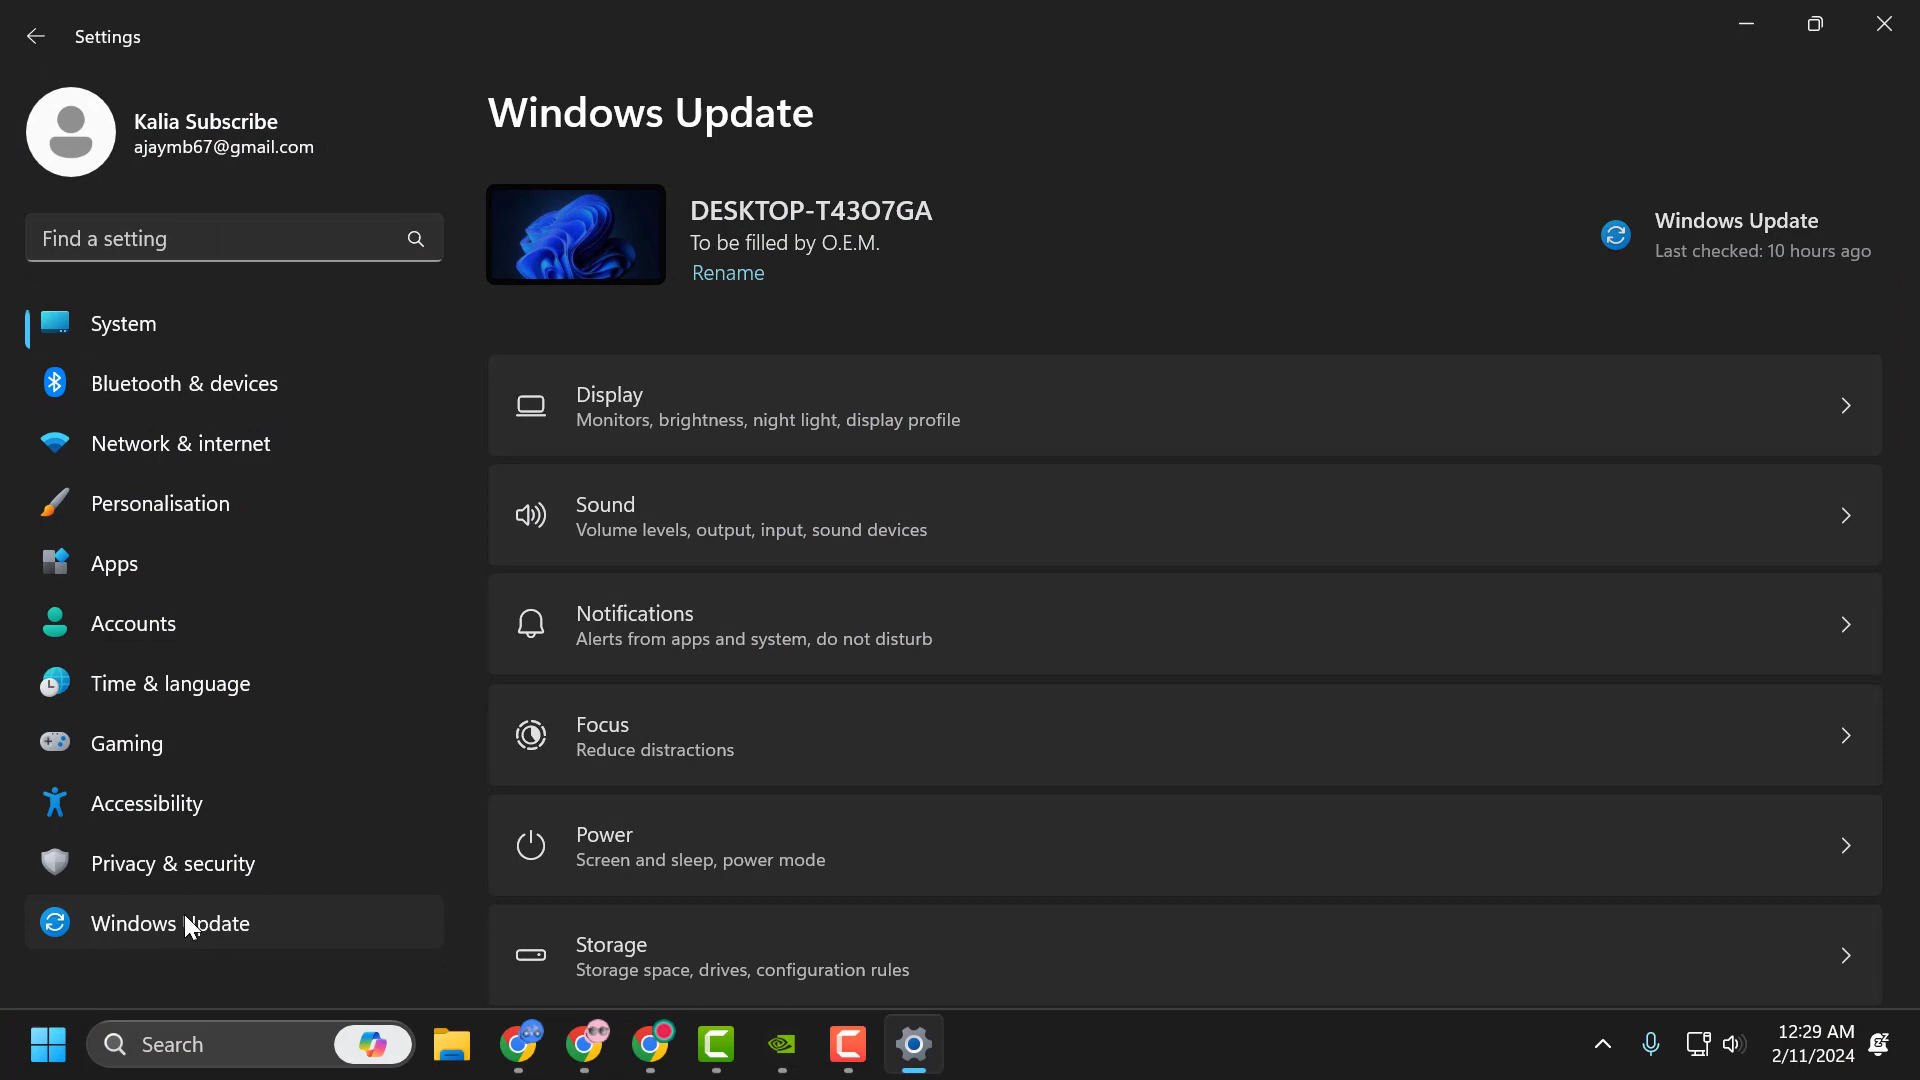 Settings
Kalia Subscribe
ajaymb67@gmail.com
Find a setting
System
Bluetooth & devices
Network & internet
Personalisation
Apps
Accounts
Time & language
Gaming
Accessibility
Privacy & security
Windows Update
Windows Update
DESKTOP-T43O7GA
To be filled by O.E.M.
Rename
Windows Update
Last checked: 10 hours ago
Display
Monitors, brightness, night light, display profile
Sound
Volume levels, output, input, sound devices
Notifications
Alerts from apps and system, do not disturb
Focus
Reduce distractions
Power
Screen and sleep, power mode
Storage
Storage space, drives, configuration rules
Search
12:29 AM
2/11/2024